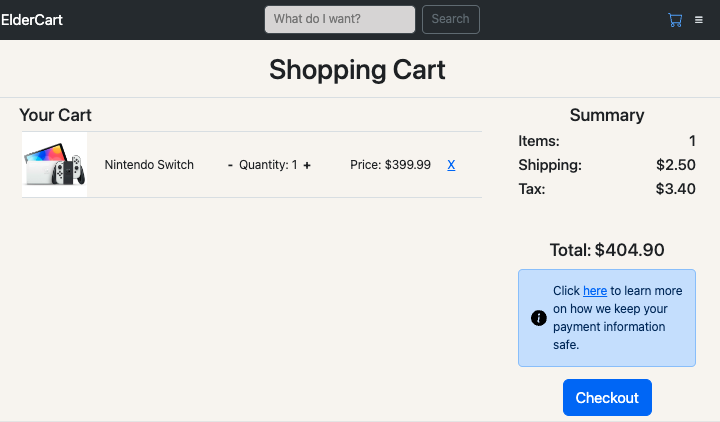 ElderCart
What do I want?
Search
Shopping Cart
Your Cart
Nintendo Switch - Quantity: 1 + Price: $399.99 X
Summary
Items: 1
Shipping: $2.50
Tax: $3.40
Total: $404.90
Click here to learn more
on how we keep your
payment information
safe.
Checkout